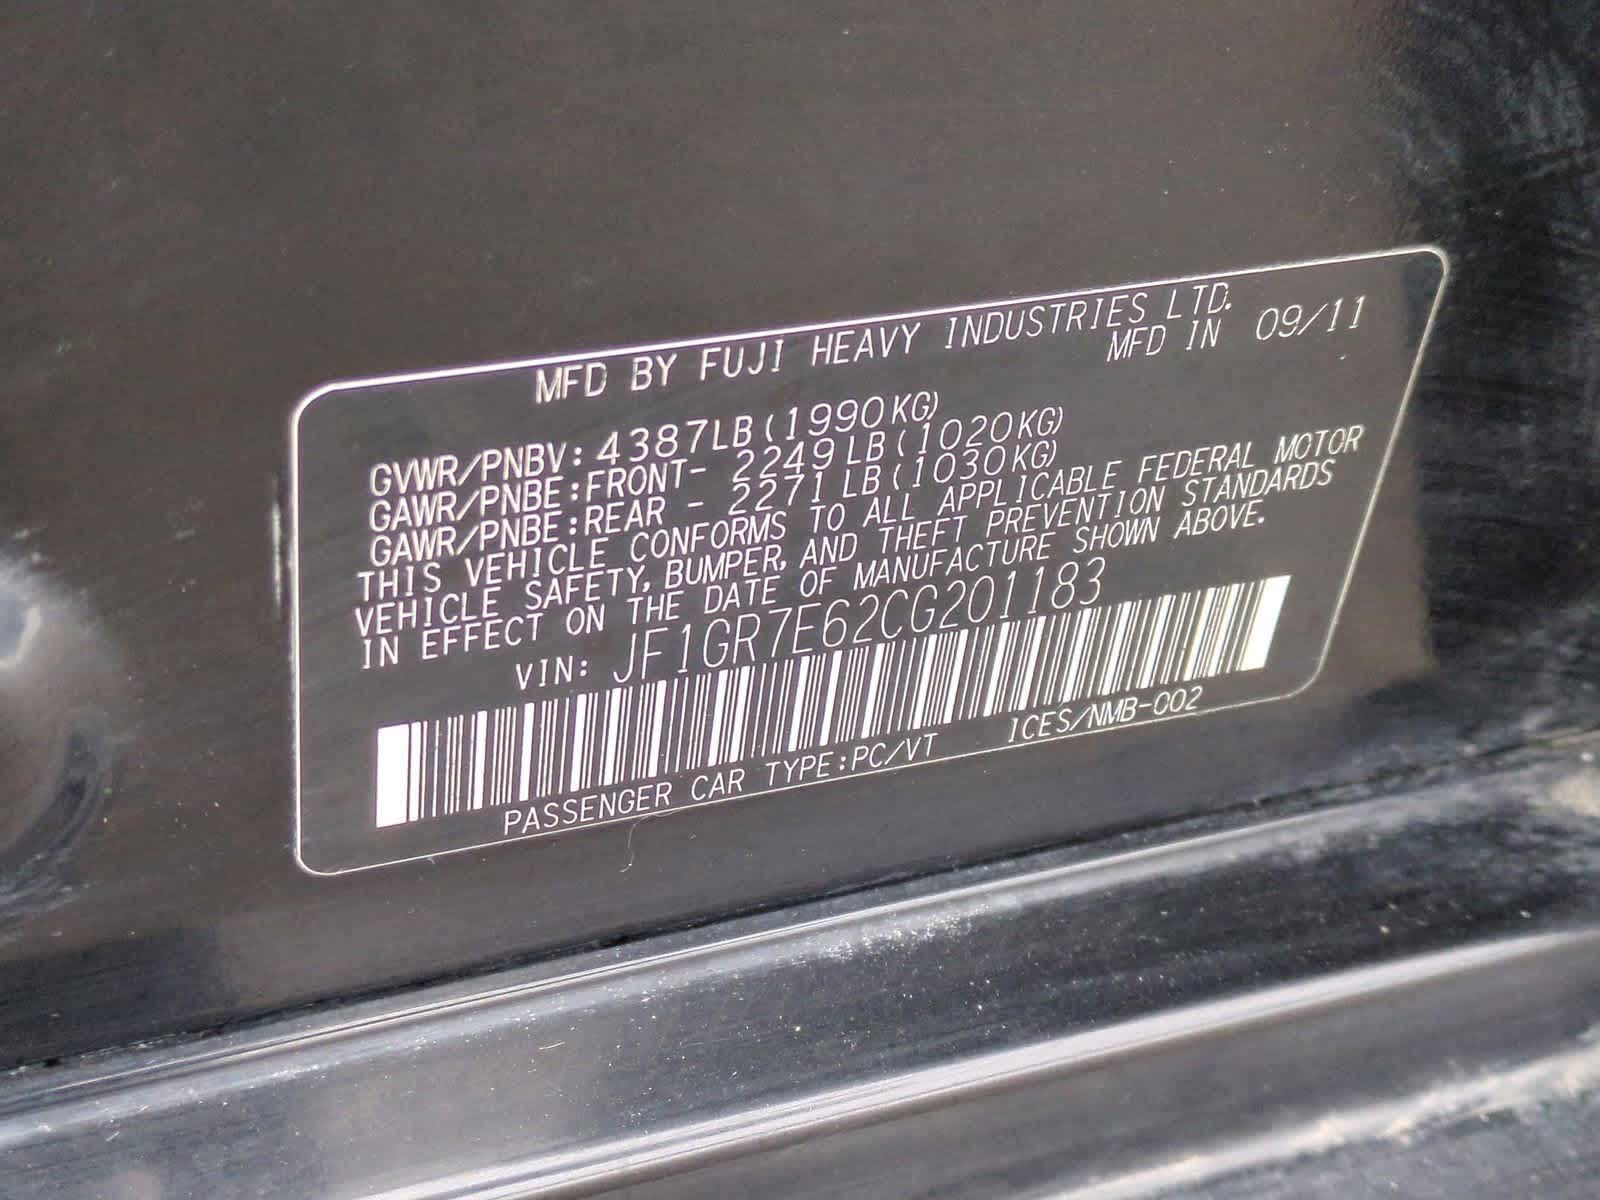 MFD BY FUJI HEAVY INDUSTRIES LTD.
MFD IN 09/11
GVWR/PNBV: 4387LB(1990KG)
GAWR/PNBE:FRONT- 2249LB(1020KG)
GAWR/PNBE:REAR - 2271LB(1030KG)
THIS VEHICLE CONFORMS TO ALL APPLICABLE FEDERAL MOTOR
VEHICLE SAFETY, BUMPER, AND THEFT PREVENTION STANDARDS
IN EFFECT ON THE DATE OF MANUFACTURE SHOWN ABOVE.
VIN: JF1GR7E62CG201183
PASSENGER CAR TYPE:PC/VT ICES/NMB-002